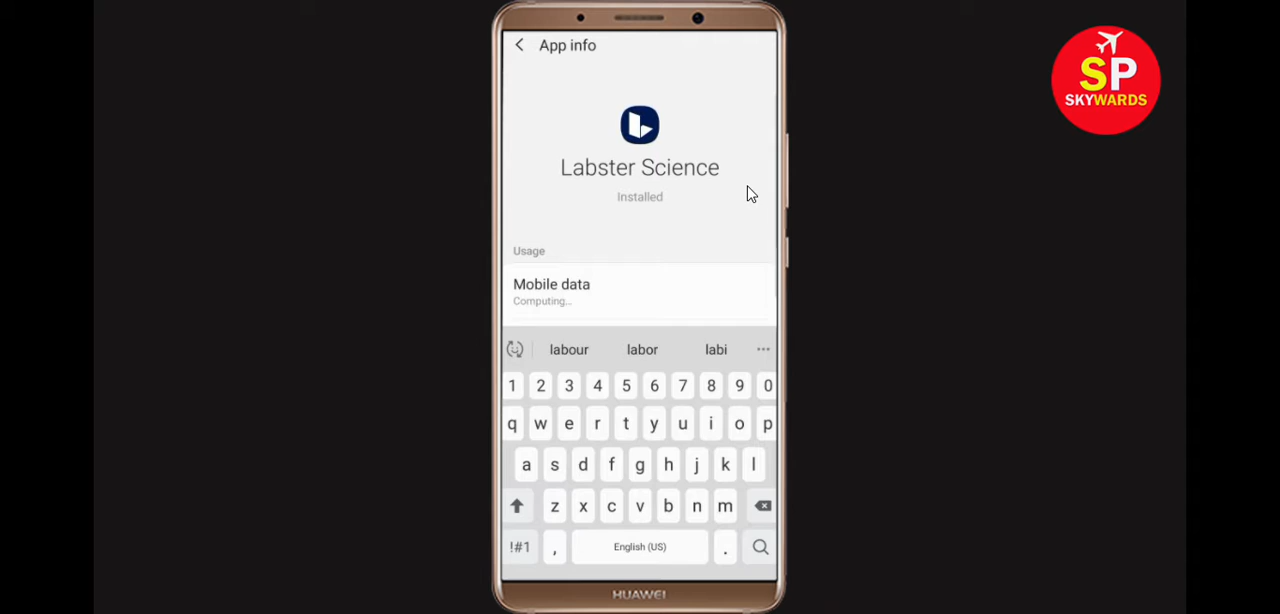 App info
SP
SKYWARDS
Labster Science
Installed
Usage
Mobile data
Computing...
labour labor labi ...
1 2 3 4 5 6 7 8 9 0
q w e r t y u i o p
a s d f g h j k l
z x c v b n m
!#1 , English (US) .
HUAWEI